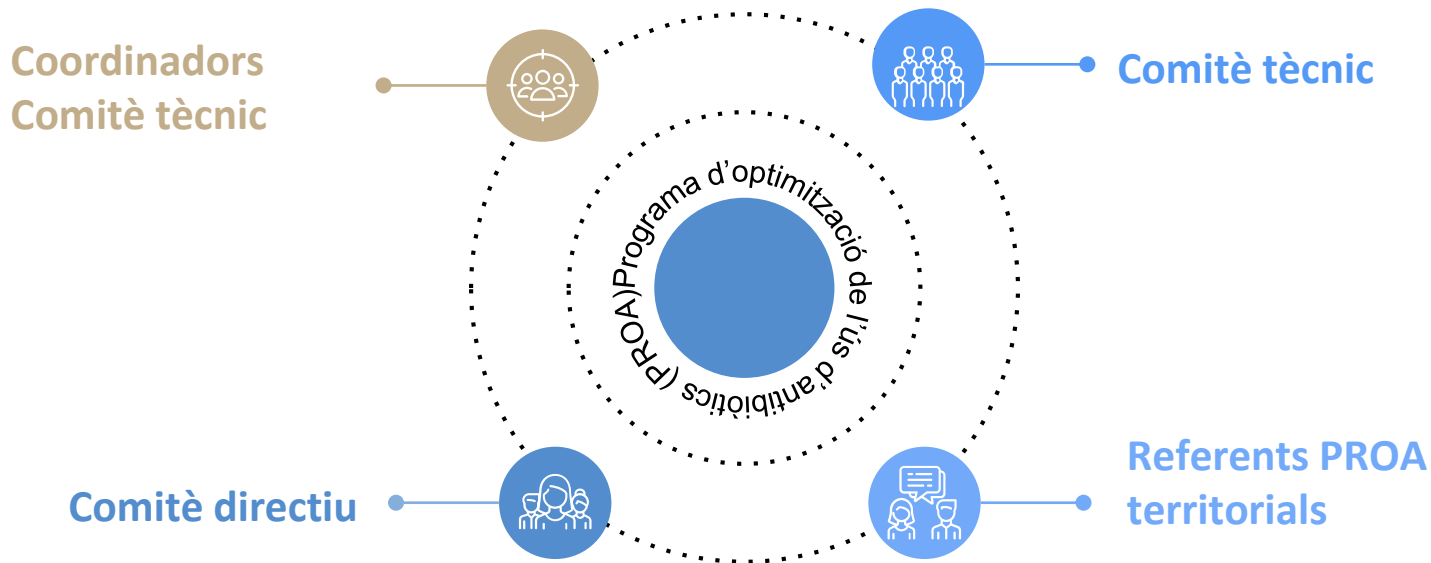 Coordinadors
Comitè tècnic
Comitè tècnic
Programa d'optimització de l'ús d'antibiòtics (PROA)
Comitè directiu
Referents PROA
territorials